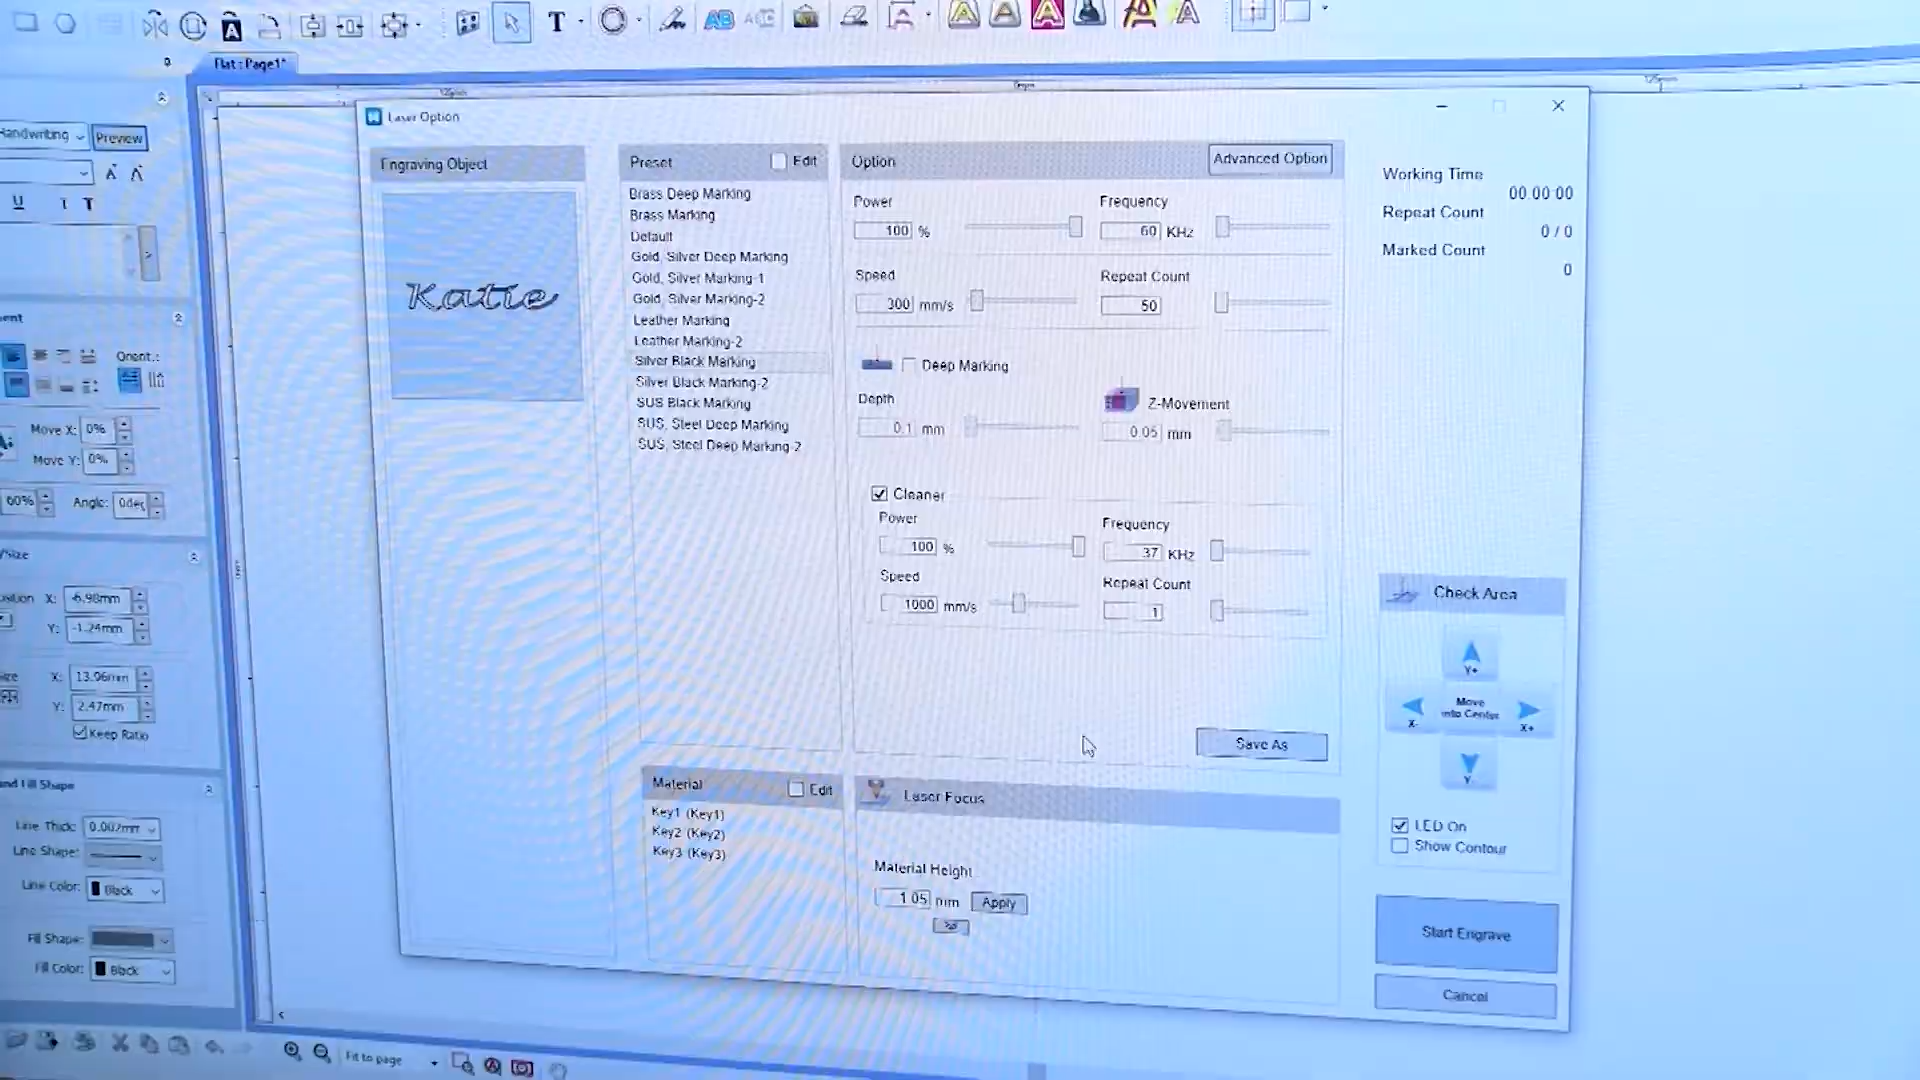 Flat : Page1*
Handwriting
Preview
Orient.:
Move X: 0%
Move Y: 0%
60%
Angle: 0deg
X: -6.98mm
Y: -1.24mm
X: 13.96mm
Y: 2.47mm
Keep Ratio
Line Thick: 0.002mm
Line Shape:
Line Color: Black
Fill Shape:
Fill Color: Black
Fit to page
Laser Option
Engraving Object
Katie
Preset
Edit
Brass Deep Marking
Brass Marking
Default
Gold, Silver Deep Marking
Gold, Silver Marking-1
Gold, Silver Marking-2
Leather Marking
Leather Marking-2
Silver Black Marking
Silver Black Marking-2
SUS Black Marking
SUS, Steel Deep Marking
SUS, Steel Deep Marking-2
Material
Edit
Key1 (Key1)
Key2 (Key2)
Key3 (Key3)
Option
Advanced Option
Power
100 %
Frequency
60 KHz
Speed
300 mm/s
Repeat Count
50
Deep Marking
Depth
0.1 mm
Z-Movement
0.05 mm
Cleaner
Power
100 %
Frequency
37 KHz
Speed
1000 mm/s
Repeat Count
1
Save As
Laser Focus
Material Height
1.05 mm
Apply
Working Time
00:00:00
Repeat Count
0 / 0
Marked Count
0
Check Area
Y+
X-
Move into Center
X+
Y-
LED On
Show Contour
Start Engrave
Cancel